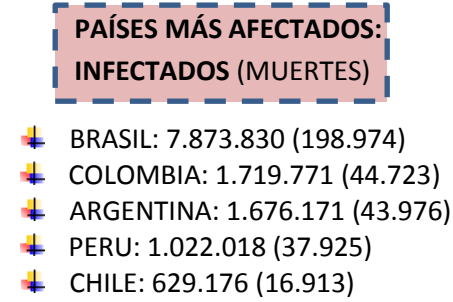 PAÍSES MÁS AFECTADOS:
INFECTADOS (MUERTES)
BRASIL: 7.873.830 (198.974)
COLOMBIA: 1.719.771 (44.723)
ARGENTINA: 1.676.171 (43.976)
PERU: 1.022.018 (37.925)
CHILE: 629.176 (16.913)